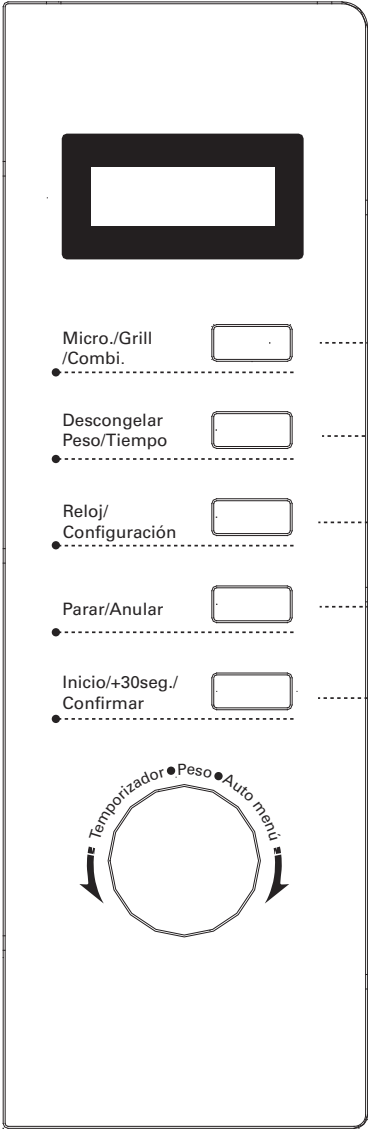 Micro./Grill
/Combi.
Descongelar
Peso/Tiempo
Reloj/
Configuración
Parar/Anular
Inicio/+30seg./
Confirmar
Temporizador●Peso●Auto menú